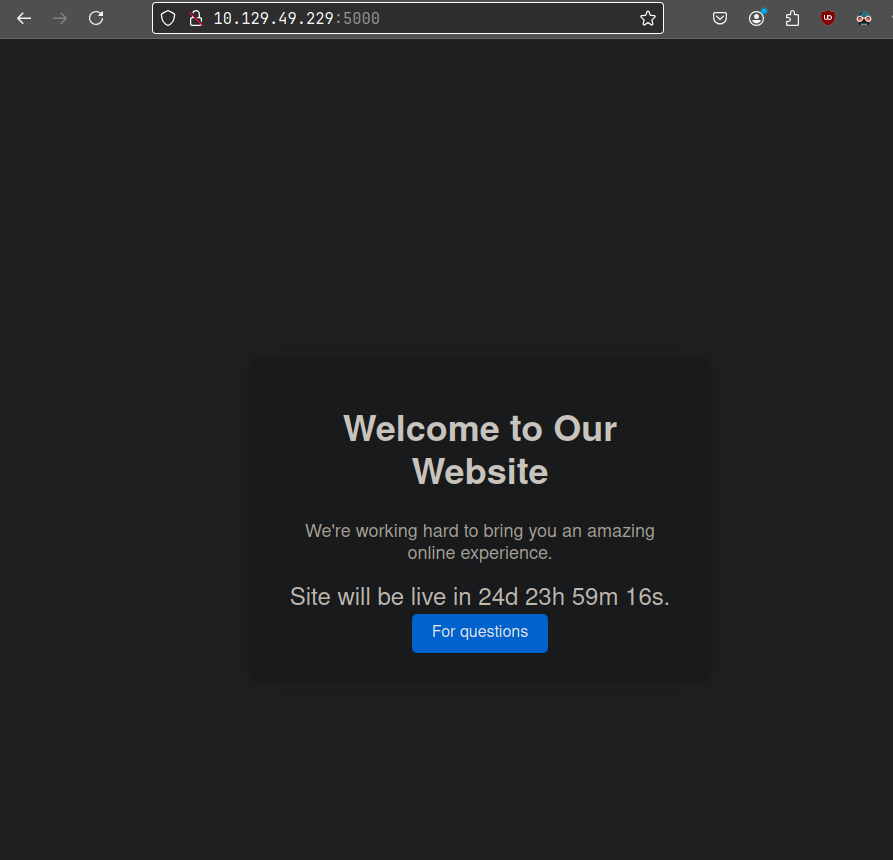 10.129.49.229:5000
Welcome to Our
Website
We're working hard to bring you an amazing
online experience.
Site will be live in 24d 23h 59m 16s.
For questions